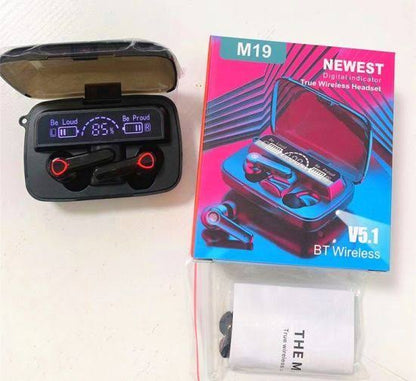 M19
NEWEST
Digital indicator
True Wireless Headset
Be Loud Be Proud
L 85% R
V5.1
BT Wireless
THE M
True wireless